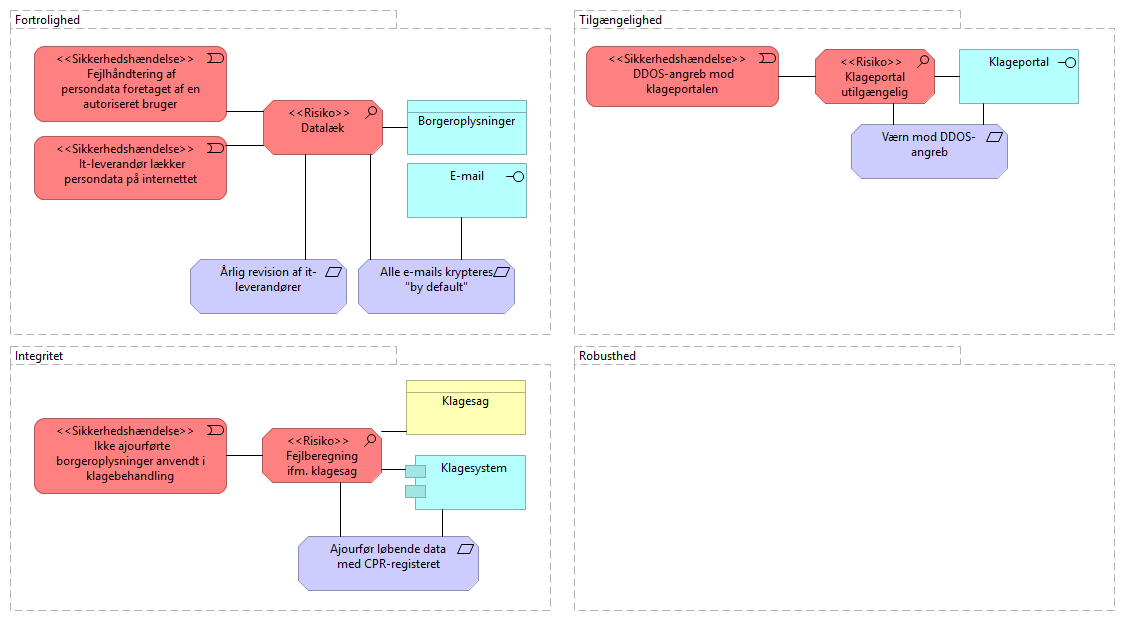 Fortrolighed
<<Sikkerhedshændelse>>
Fejlhåndtering af
persondata foretaget af en
autoriseret bruger
<<Sikkerhedshændelse>>
It-leverandør lækker
persondata på internettet
<<Risiko>>
Datalæk
Borgeroplysninger
E-mail
Årlig revision af it-
leverandører
Alle e-mails krypteres
"by default"
Tilgængelighed
<<Sikkerhedshændelse>>
DDOS-angreb mod
klageportalen
<<Risiko>>
Klageportal
utilgængelig
Klageportal
Værn mod DDOS-
angreb
Integritet
<<Sikkerhedshændelse>>
Ikke ajourførte
borgeroplysninger anvendt i
klagebehandling
<<Risiko>>
Fejlberegning
ifm. klagesag
Klagesag
Klagesystem
Ajourfør løbende data
med CPR-registeret
Robusthed